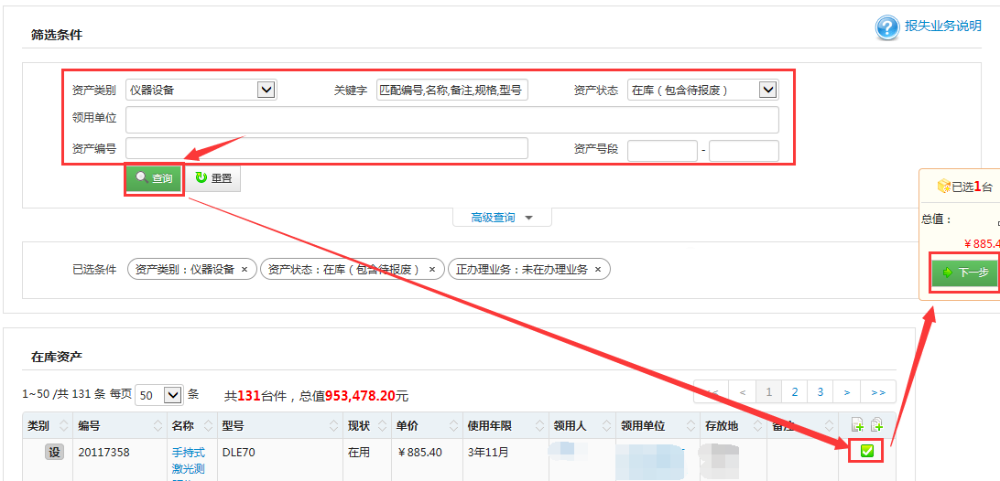 报失业务说明
筛选条件
资产类别 仪器设备 关键字 匹配编号,名称,备注,规格,型号 资产状态 在库（包含待报废）
领用单位
资产编号 资产号段 -
查询 重置
高级查询
已选1台
总值：
￥885.4
下一步
已选条件 资产类别：仪器设备 × 资产状态：在库（包含待报废） × 正办理业务：未在办理业务 ×
在库资产
1~50 /共 131 条 每页 50 条 共131台件，总值953,478.20元 < 1 2 3 > >>
类别 编号 名称 型号 现状 单价 使用年限 领用人 领用单位 存放地 备注
设 20117358 手持式 DLE70 在用 ￥885.40 3年11月
激光测